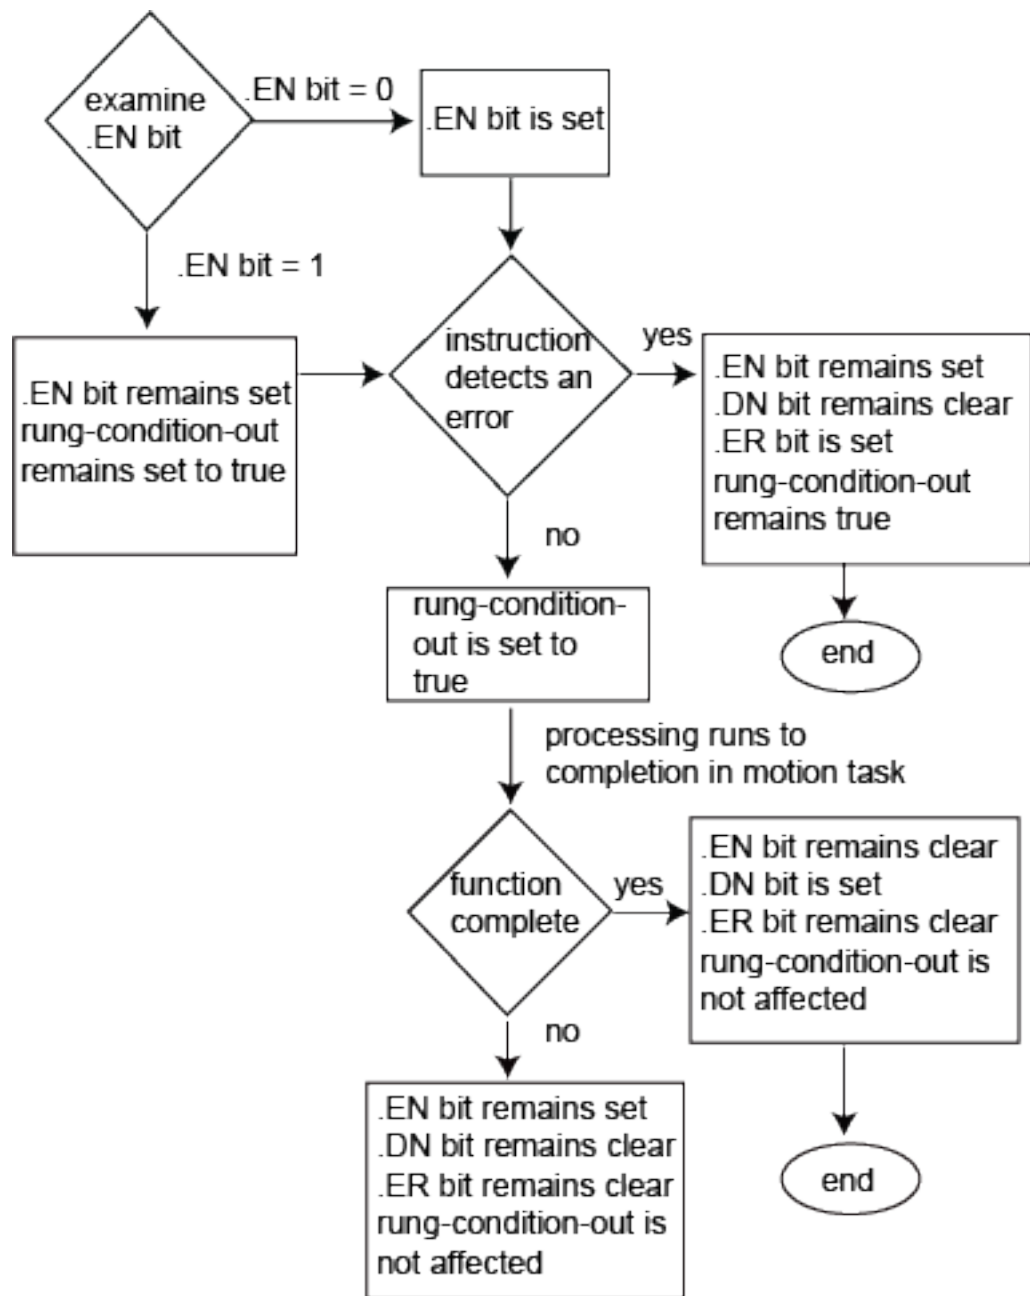 examine
.EN bit
.EN bit = 0
.EN bit is set
.EN bit = 1
.EN bit remains set
rung-condition-out
remains set to true
instruction
detects an
error
yes
.EN bit remains set
.DN bit remains clear
.ER bit is set
rung-condition-out
remains true
end
no
rung-condition-
out is set to
true
processing runs to
completion in motion task
function
complete
yes
.EN bit remains clear
.DN bit is set
.ER bit remains clear
rung-condition-out is
not affected
end
no
.EN bit remains set
.DN bit remains clear
.ER bit remains clear
rung-condition-out is
not affected